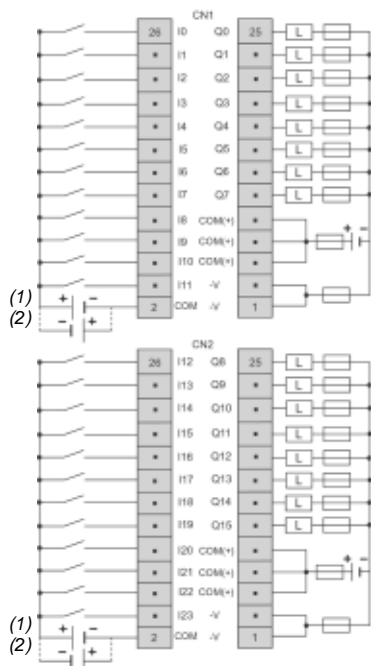 CN1
26 I0 Q0 25 L
I1 Q1 L
I2 Q2 L
I3 Q3 L
I4 Q4 L
I5 Q5 L
I6 Q6 L
I7 Q7 L
I8 COM(+)
I9 COM(+) + -
I10 COM(+)
I11 -V
(1) + - 2 COM -V 1
(2) - +
CN2
26 I12 Q8 25 L
I13 Q9 L
I14 Q10 L
I15 Q11 L
I16 Q12 L
I17 Q13 L
I18 Q14 L
I19 Q15 L
I20 COM(+)
I21 COM(+) + -
I22 COM(+)
I23 -V
(1) + - 2 COM -V 1
(2) - +